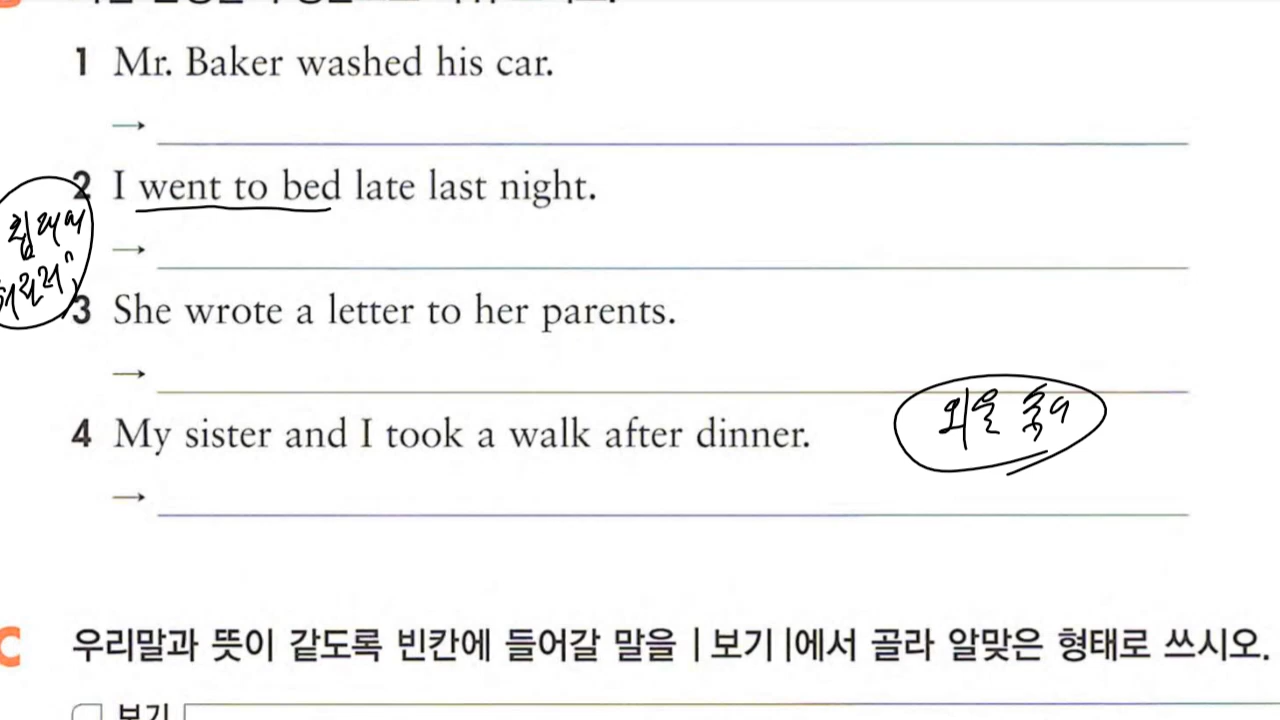 1 Mr. Baker washed his car.
→
2 I went to bed late last night.
→
3 She wrote a letter to her parents.
→
4 My sister and I took a walk after dinner.
→
C 우리말과 뜻이 같도록 빈칸에 들어갈 말을 | 보기 |에서 골라 알맞은 형태로 쓰시오.
보기